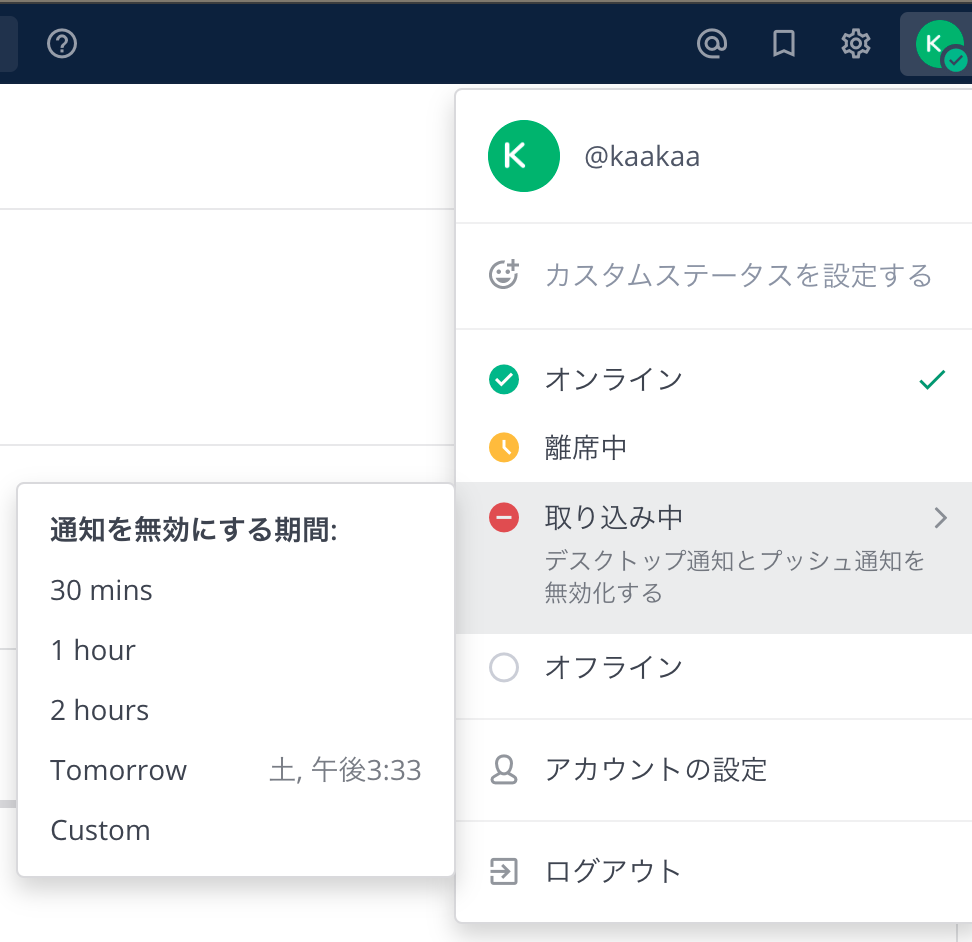 K
K
@kaakaa
カスタムステータスを設定する
オンライン
離席中
取り込み中
デスクトップ通知とプッシュ通知を
無効化する
通知を無効にする期間:
30 mins
1 hour
2 hours
Tomorrow 土, 午後3:33
Custom
オフライン
アカウントの設定
ログアウト